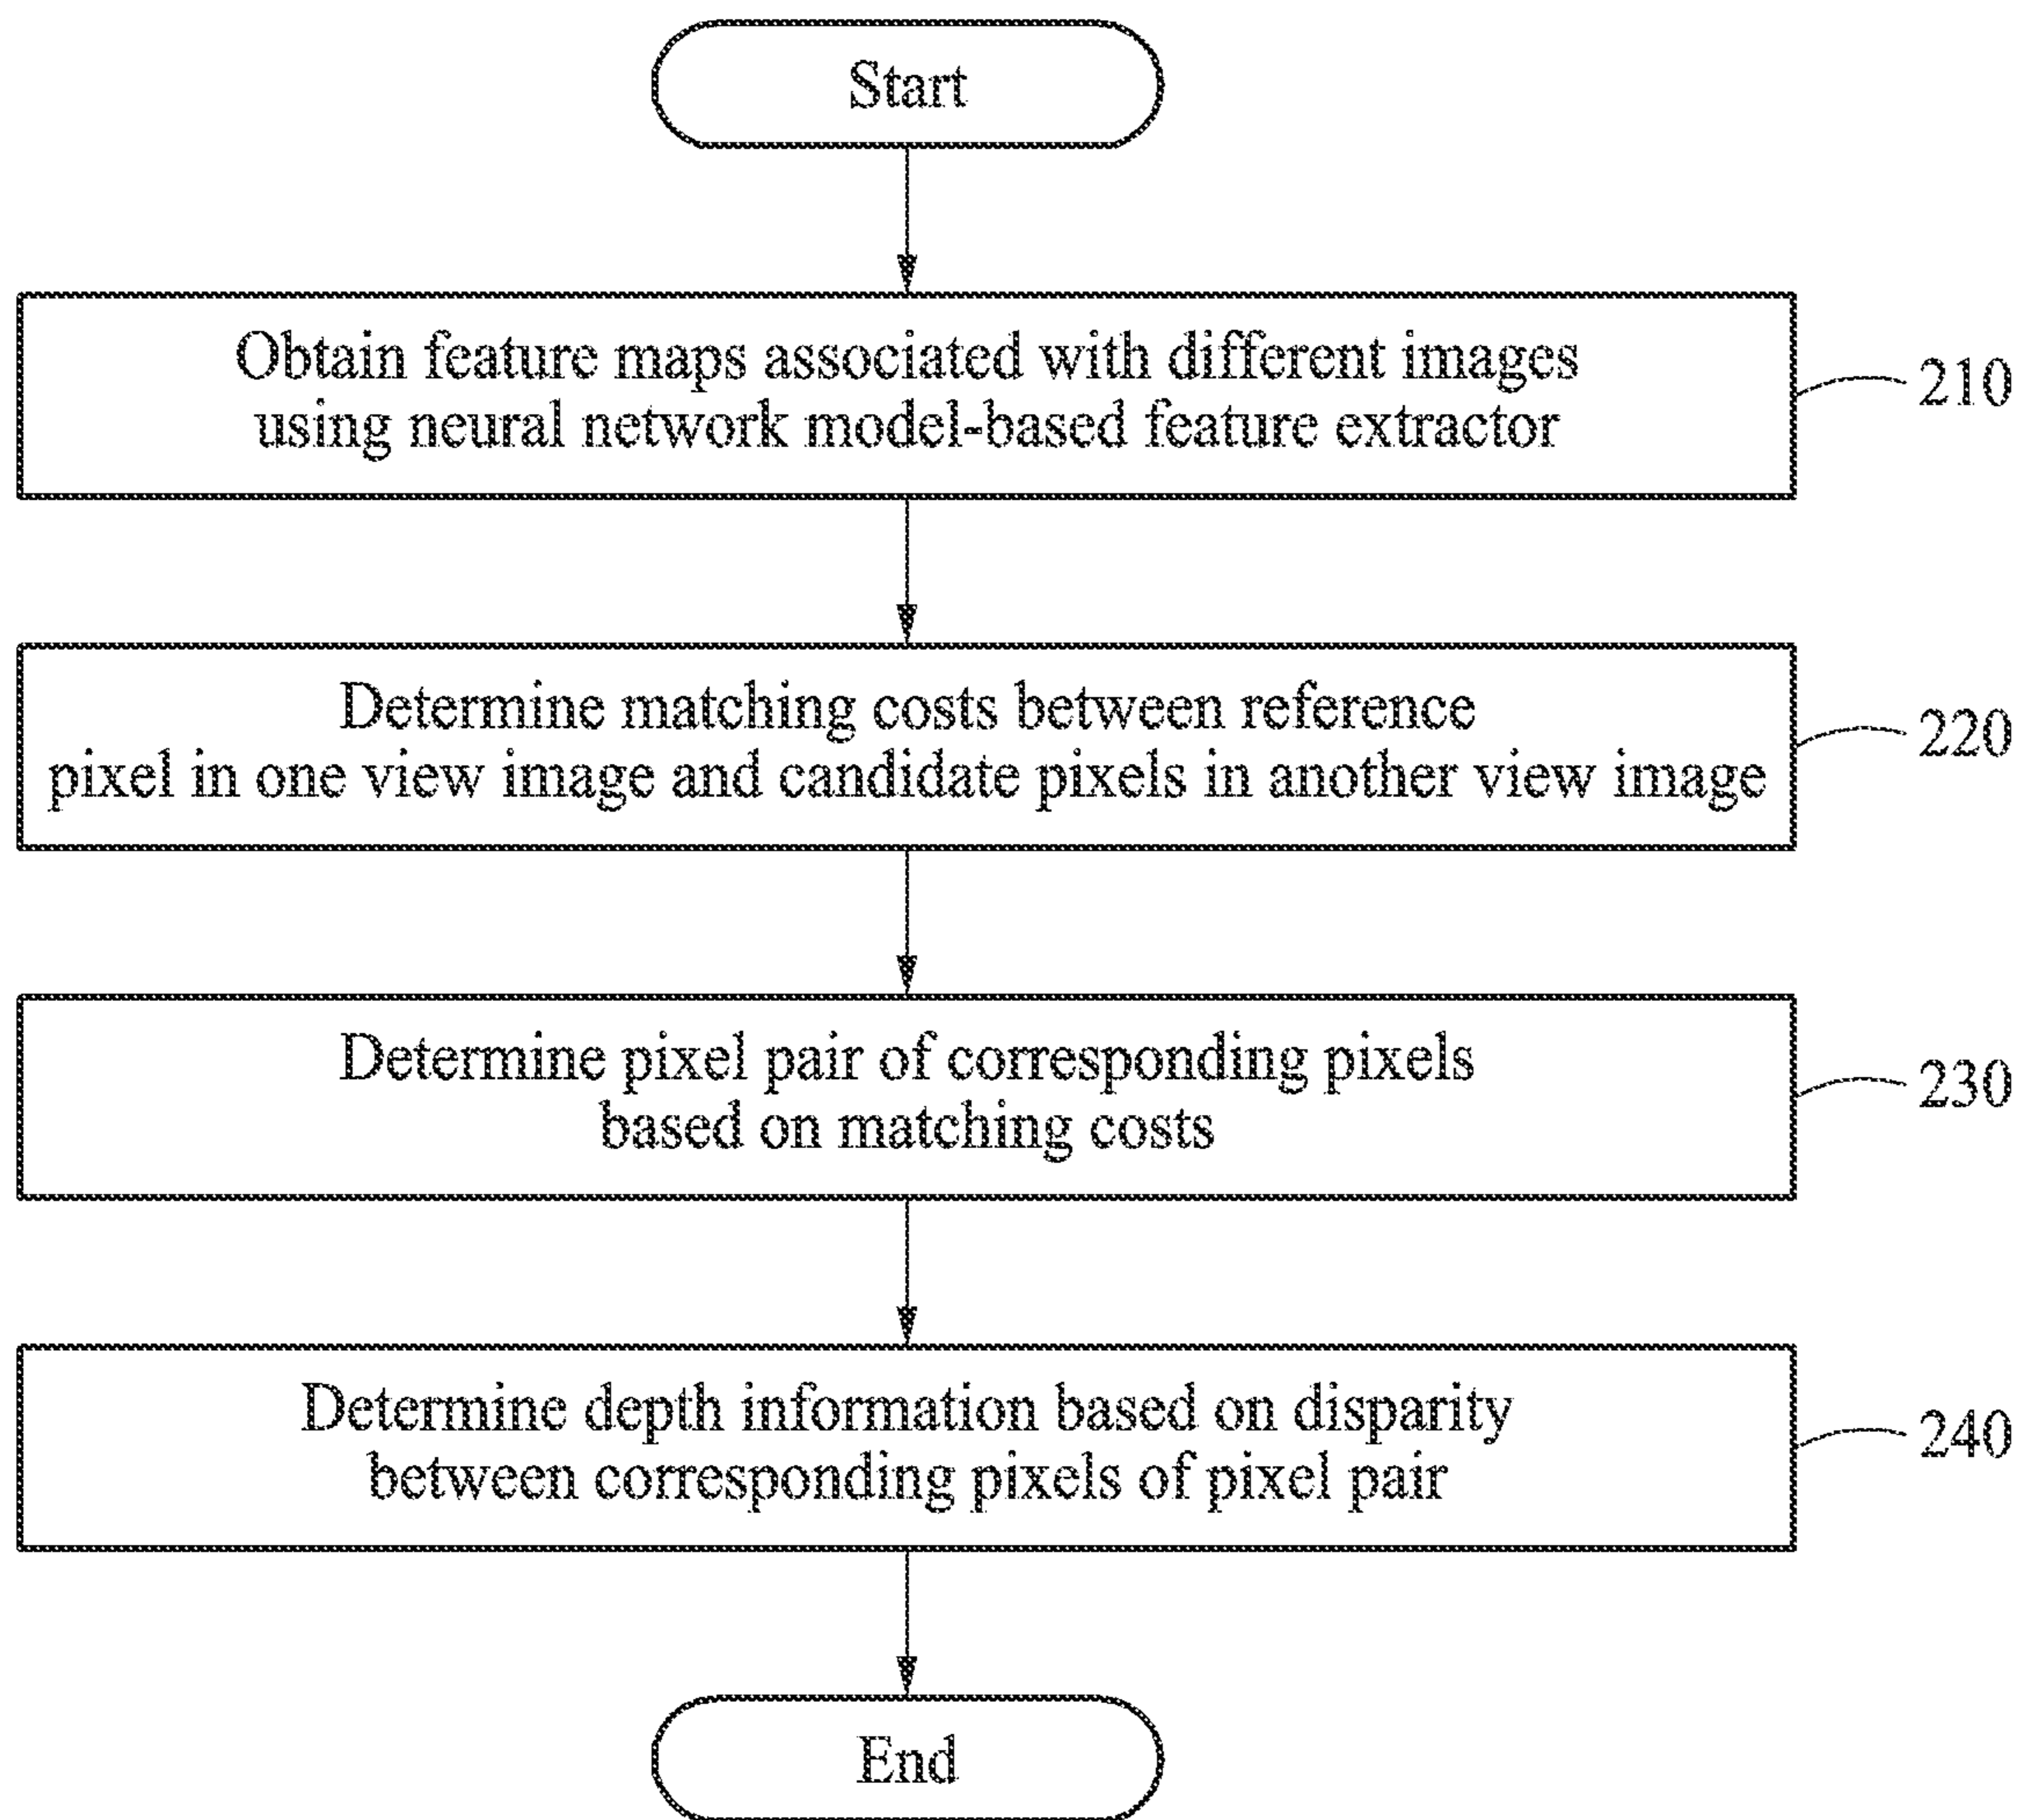 Start
Obtain feature maps associated with different images
using neural network model-based feature extractor
210
Determine matching costs between reference
pixel in one view image and candidate pixels in another view image
220
Determine pixel pair of corresponding pixels
based on matching costs
230
Determine depth information based on disparity
between corresponding pixels of pixel pair
240
End